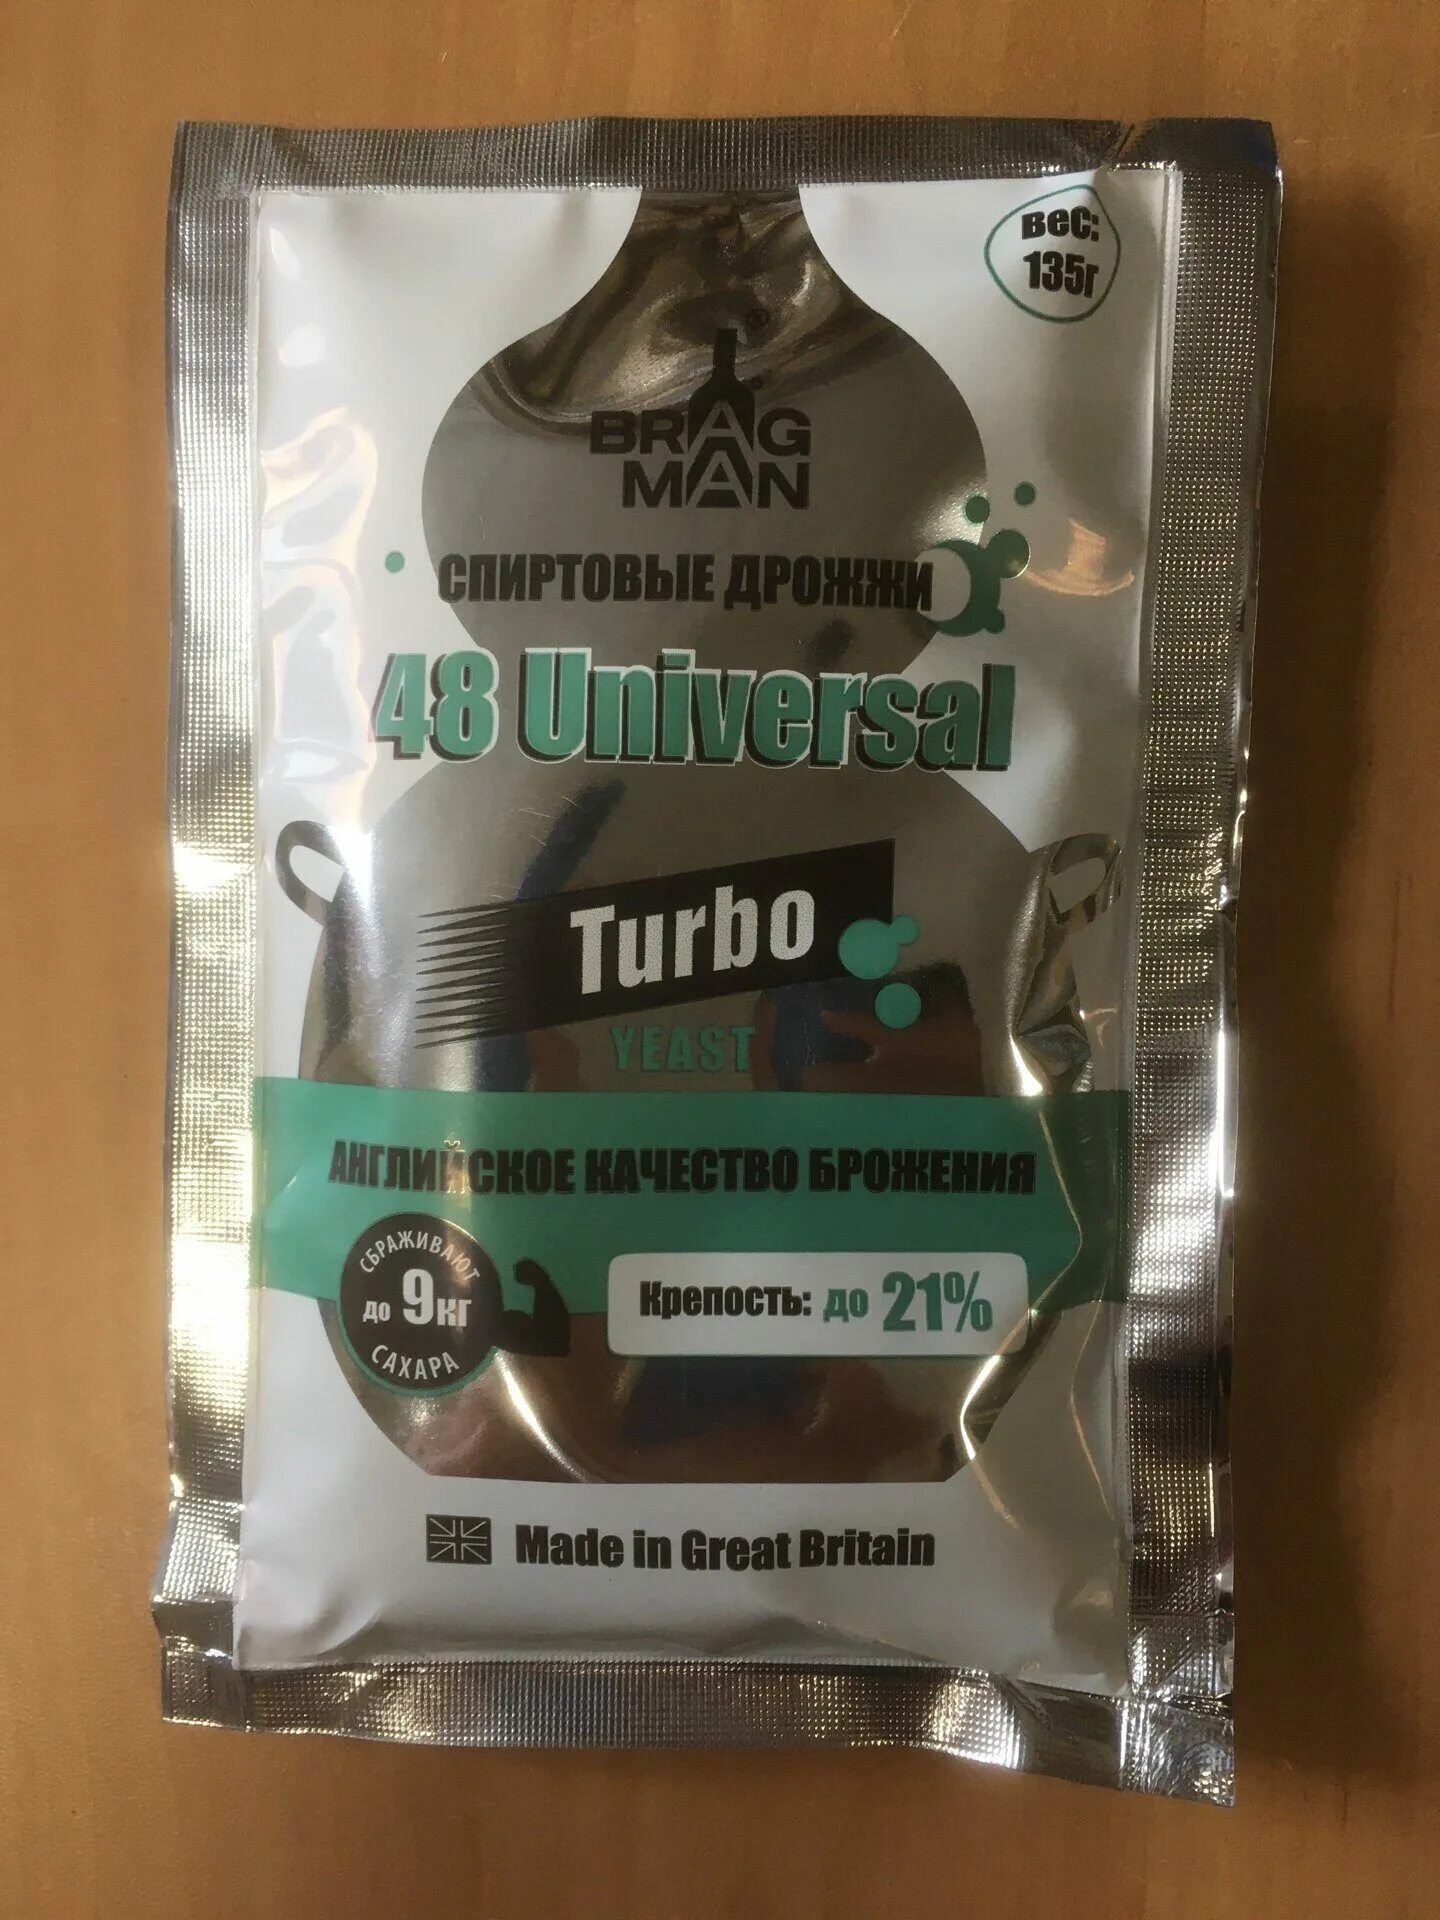 Вес:
135г
BRAG
MAN
СПИРТОВЫЕ ДРОЖЖИ
48 Universal
Turbo
YEAST
АНГЛИЙСКОЕ КАЧЕСТВО БРОЖЕНИЯ
СБРАЖИВАЮТ
до 9кг
САХАРА
Крепость: до 21%
Made in Great Britain